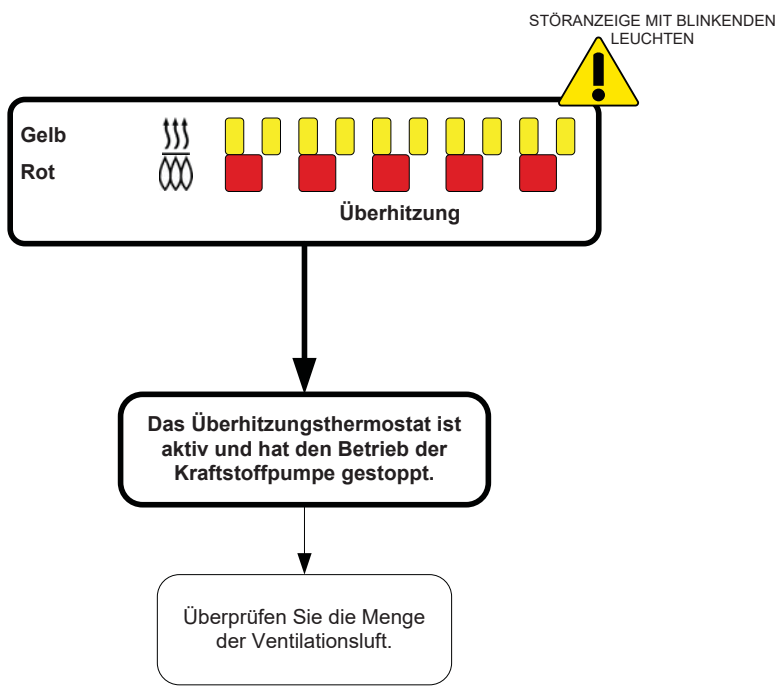 STÖRANZEIGE MIT BLINKENDEN
LEUCHTEN
Gelb
Rot
Überhitzung
Das Überhitzungsthermostat ist
aktiv und hat den Betrieb der
Kraftstoffpumpe gestoppt.
Überprüfen Sie die Menge
der Ventilationsluft.